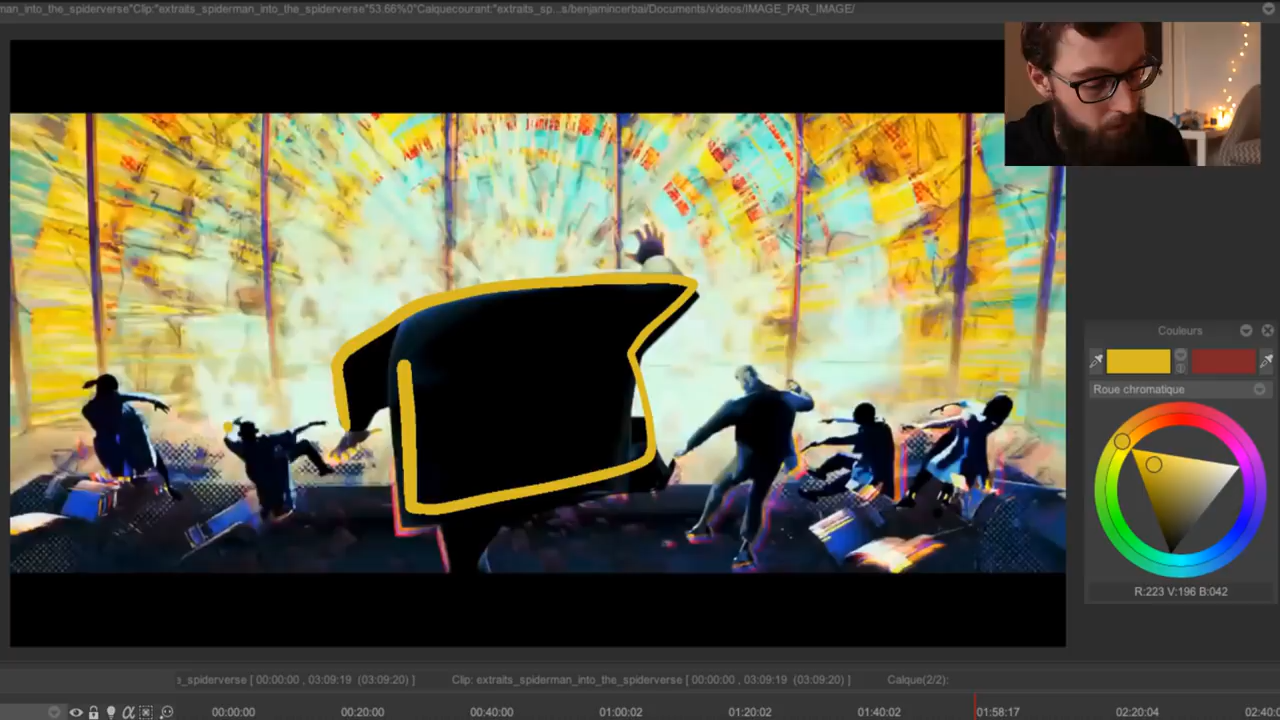 man_into_the_spiderverse"Clip:"extraits_spiderman_into_the_spiderverse"53.66%0"Calquecourant:"extraits_sp...s/benjamincerbai/Documents/videos/IMAGE_PAR_IMAGE/
Couleurs
Roue chromatique
R:223 V:196 B:042
s_spiderverse [ 00:00:00 , 03:09:19 (03:09:20) ]
Clip: extraits_spiderman_into_the_spiderverse [ 00:00:00 , 03:09:19 (03:09:20) ]
Calque(2/2):
00:00:00 00:20:00 00:40:00 01:00:02 01:20:02 01:40:02 01:58:17 02:20:04 02:40:0